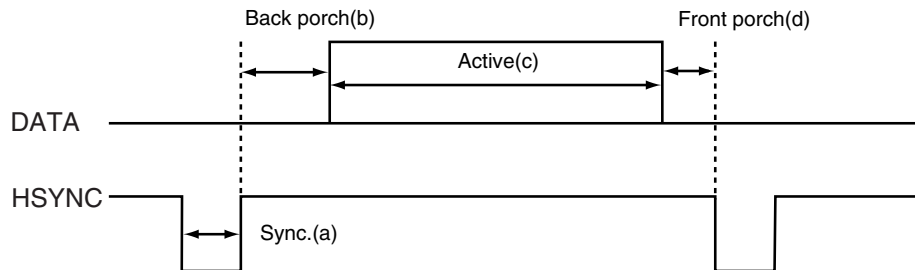 Back porch(b)
Front porch(d)
Active(c)
DATA
HSYNC
Sync.(a)